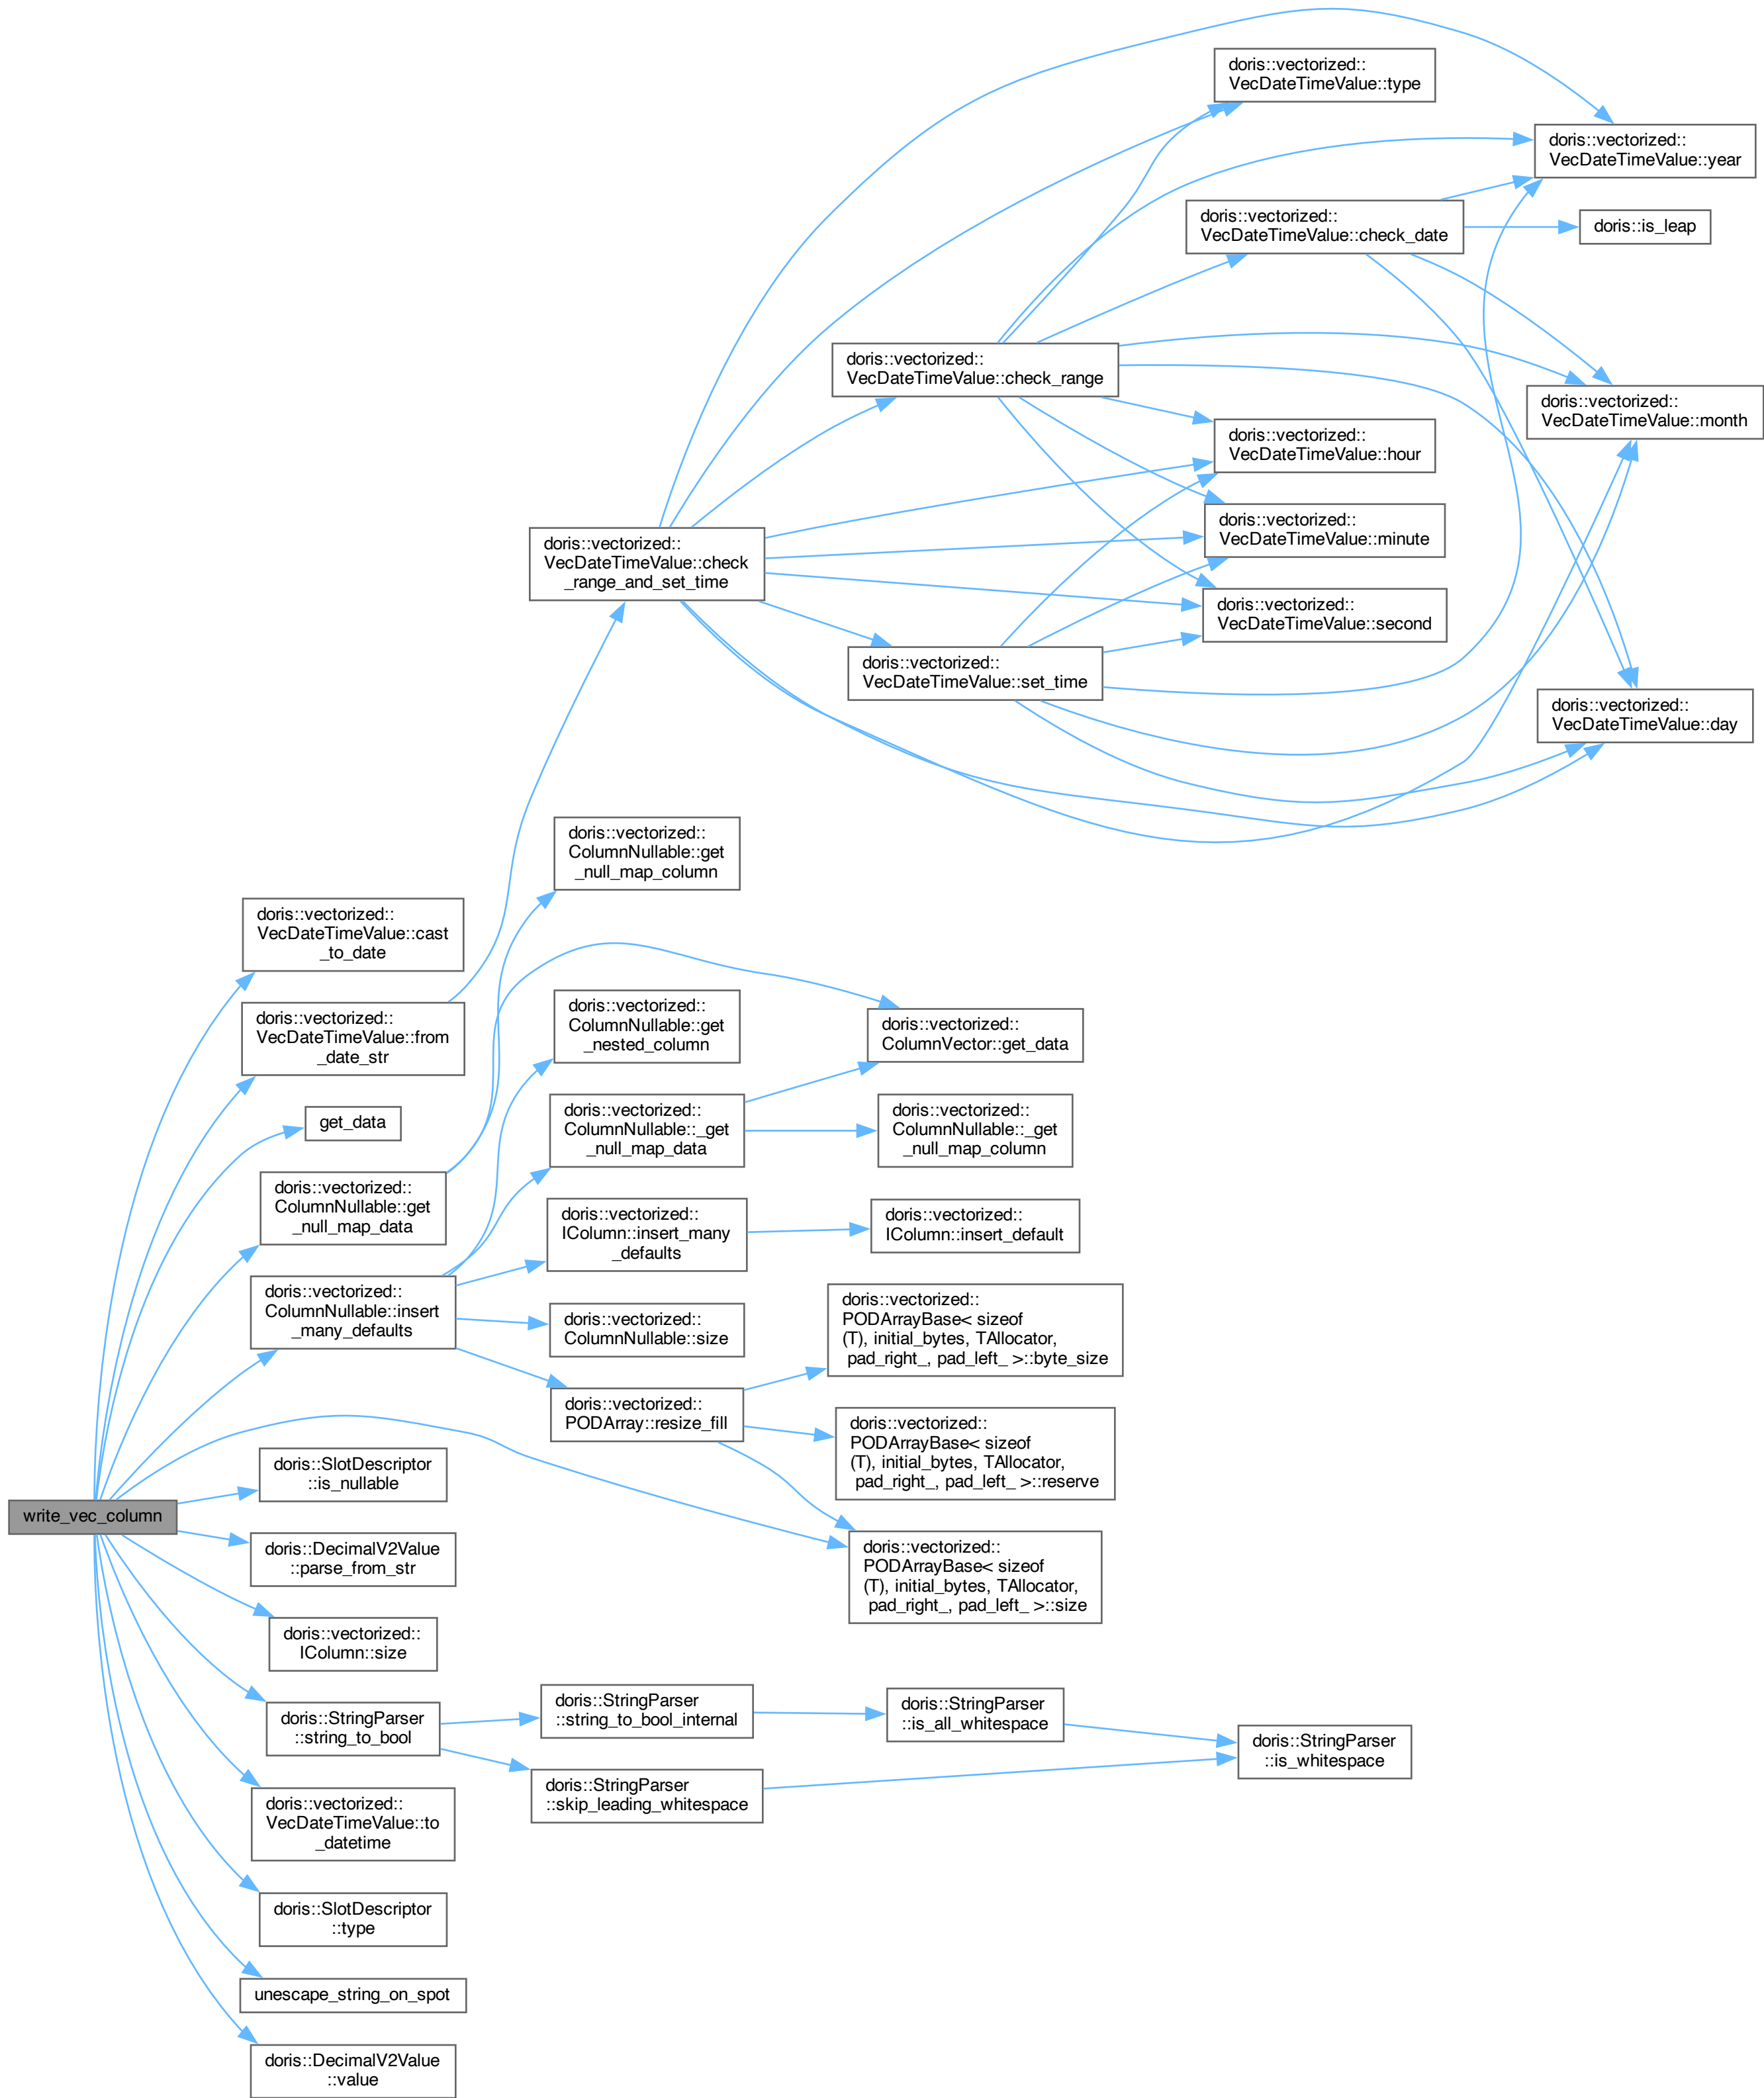 doris::vectorized::
VecDateTimeValue::type
doris::vectorized::
VecDateTimeValue::year
doris::vectorized::
VecDateTimeValue::check_date
doris::is_leap
doris::vectorized::
VecDateTimeValue::check_range
doris::vectorized::
VecDateTimeValue::month
doris::vectorized::
VecDateTimeValue::hour
doris::vectorized::
VecDateTimeValue::minute
doris::vectorized::
VecDateTimeValue::check
_range_and_set_time
doris::vectorized::
VecDateTimeValue::second
doris::vectorized::
VecDateTimeValue::set_time
doris::vectorized::
VecDateTimeValue::day
doris::vectorized::
ColumnNullable::get
_null_map_column
doris::vectorized::
VecDateTimeValue::cast
_to_date
doris::vectorized::
VecDateTimeValue::from
_date_str
doris::vectorized::
ColumnNullable::get
_nested_column
doris::vectorized::
ColumnVector::get_data
get_data
doris::vectorized::
ColumnNullable::_get
_null_map_data
doris::vectorized::
ColumnNullable::_get
_null_map_column
doris::vectorized::
ColumnNullable::get
_null_map_data
doris::vectorized::
IColumn::insert_many
_defaults
doris::vectorized::
IColumn::insert_default
doris::vectorized::
ColumnNullable::insert
_many_defaults
doris::vectorized::
ColumnNullable::size
doris::vectorized::
PODArrayBase< sizeof
(T), initial_bytes, TAllocator,
pad_right_, pad_left_ >::byte_size
doris::vectorized::
PODArray::resize_fill
doris::vectorized::
PODArrayBase< sizeof
(T), initial_bytes, TAllocator,
pad_right_, pad_left_ >::reserve
doris::SlotDescriptor
::is_nullable
write_vec_column
doris::DecimalV2Value
::parse_from_str
doris::vectorized::
PODArrayBase< sizeof
(T), initial_bytes, TAllocator,
pad_right_, pad_left_ >::size
doris::vectorized::
IColumn::size
doris::StringParser
::string_to_bool
doris::StringParser
::string_to_bool_internal
doris::StringParser
::is_all_whitespace
doris::StringParser
::is_whitespace
doris::StringParser
::skip_leading_whitespace
doris::vectorized::
VecDateTimeValue::to
_datetime
doris::SlotDescriptor
::type
unescape_string_on_spot
doris::DecimalV2Value
::value